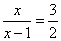 x/(x-1) = 3/2